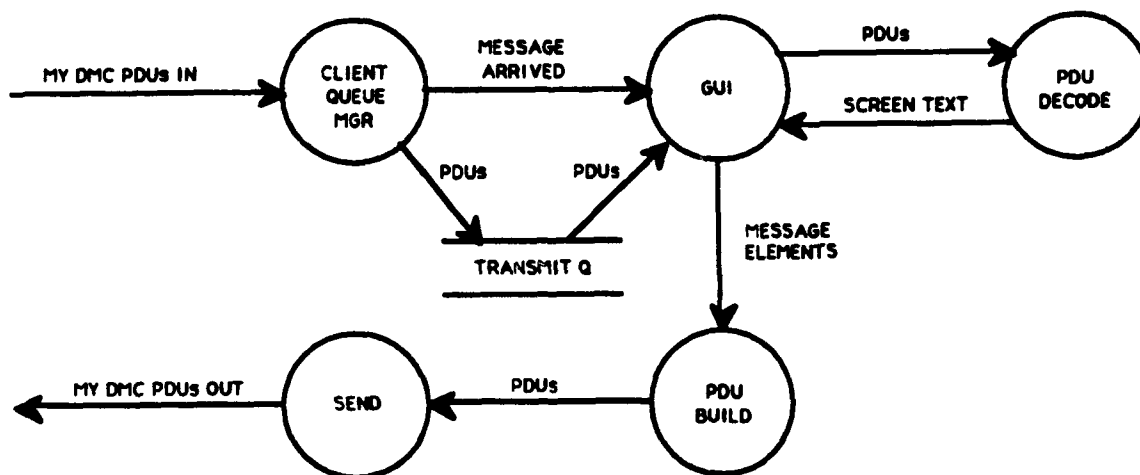 MY DMC PDUs IN
CLIENT
QUEUE
MGR
MESSAGE
ARRIVED
GUI
PDUs
PDU
DECODE
SCREEN TEXT
PDUs
PDUs
TRANSMIT Q
MESSAGE
ELEMENTS
MY DMC PDUs OUT
SEND
PDUs
PDU
BUILD